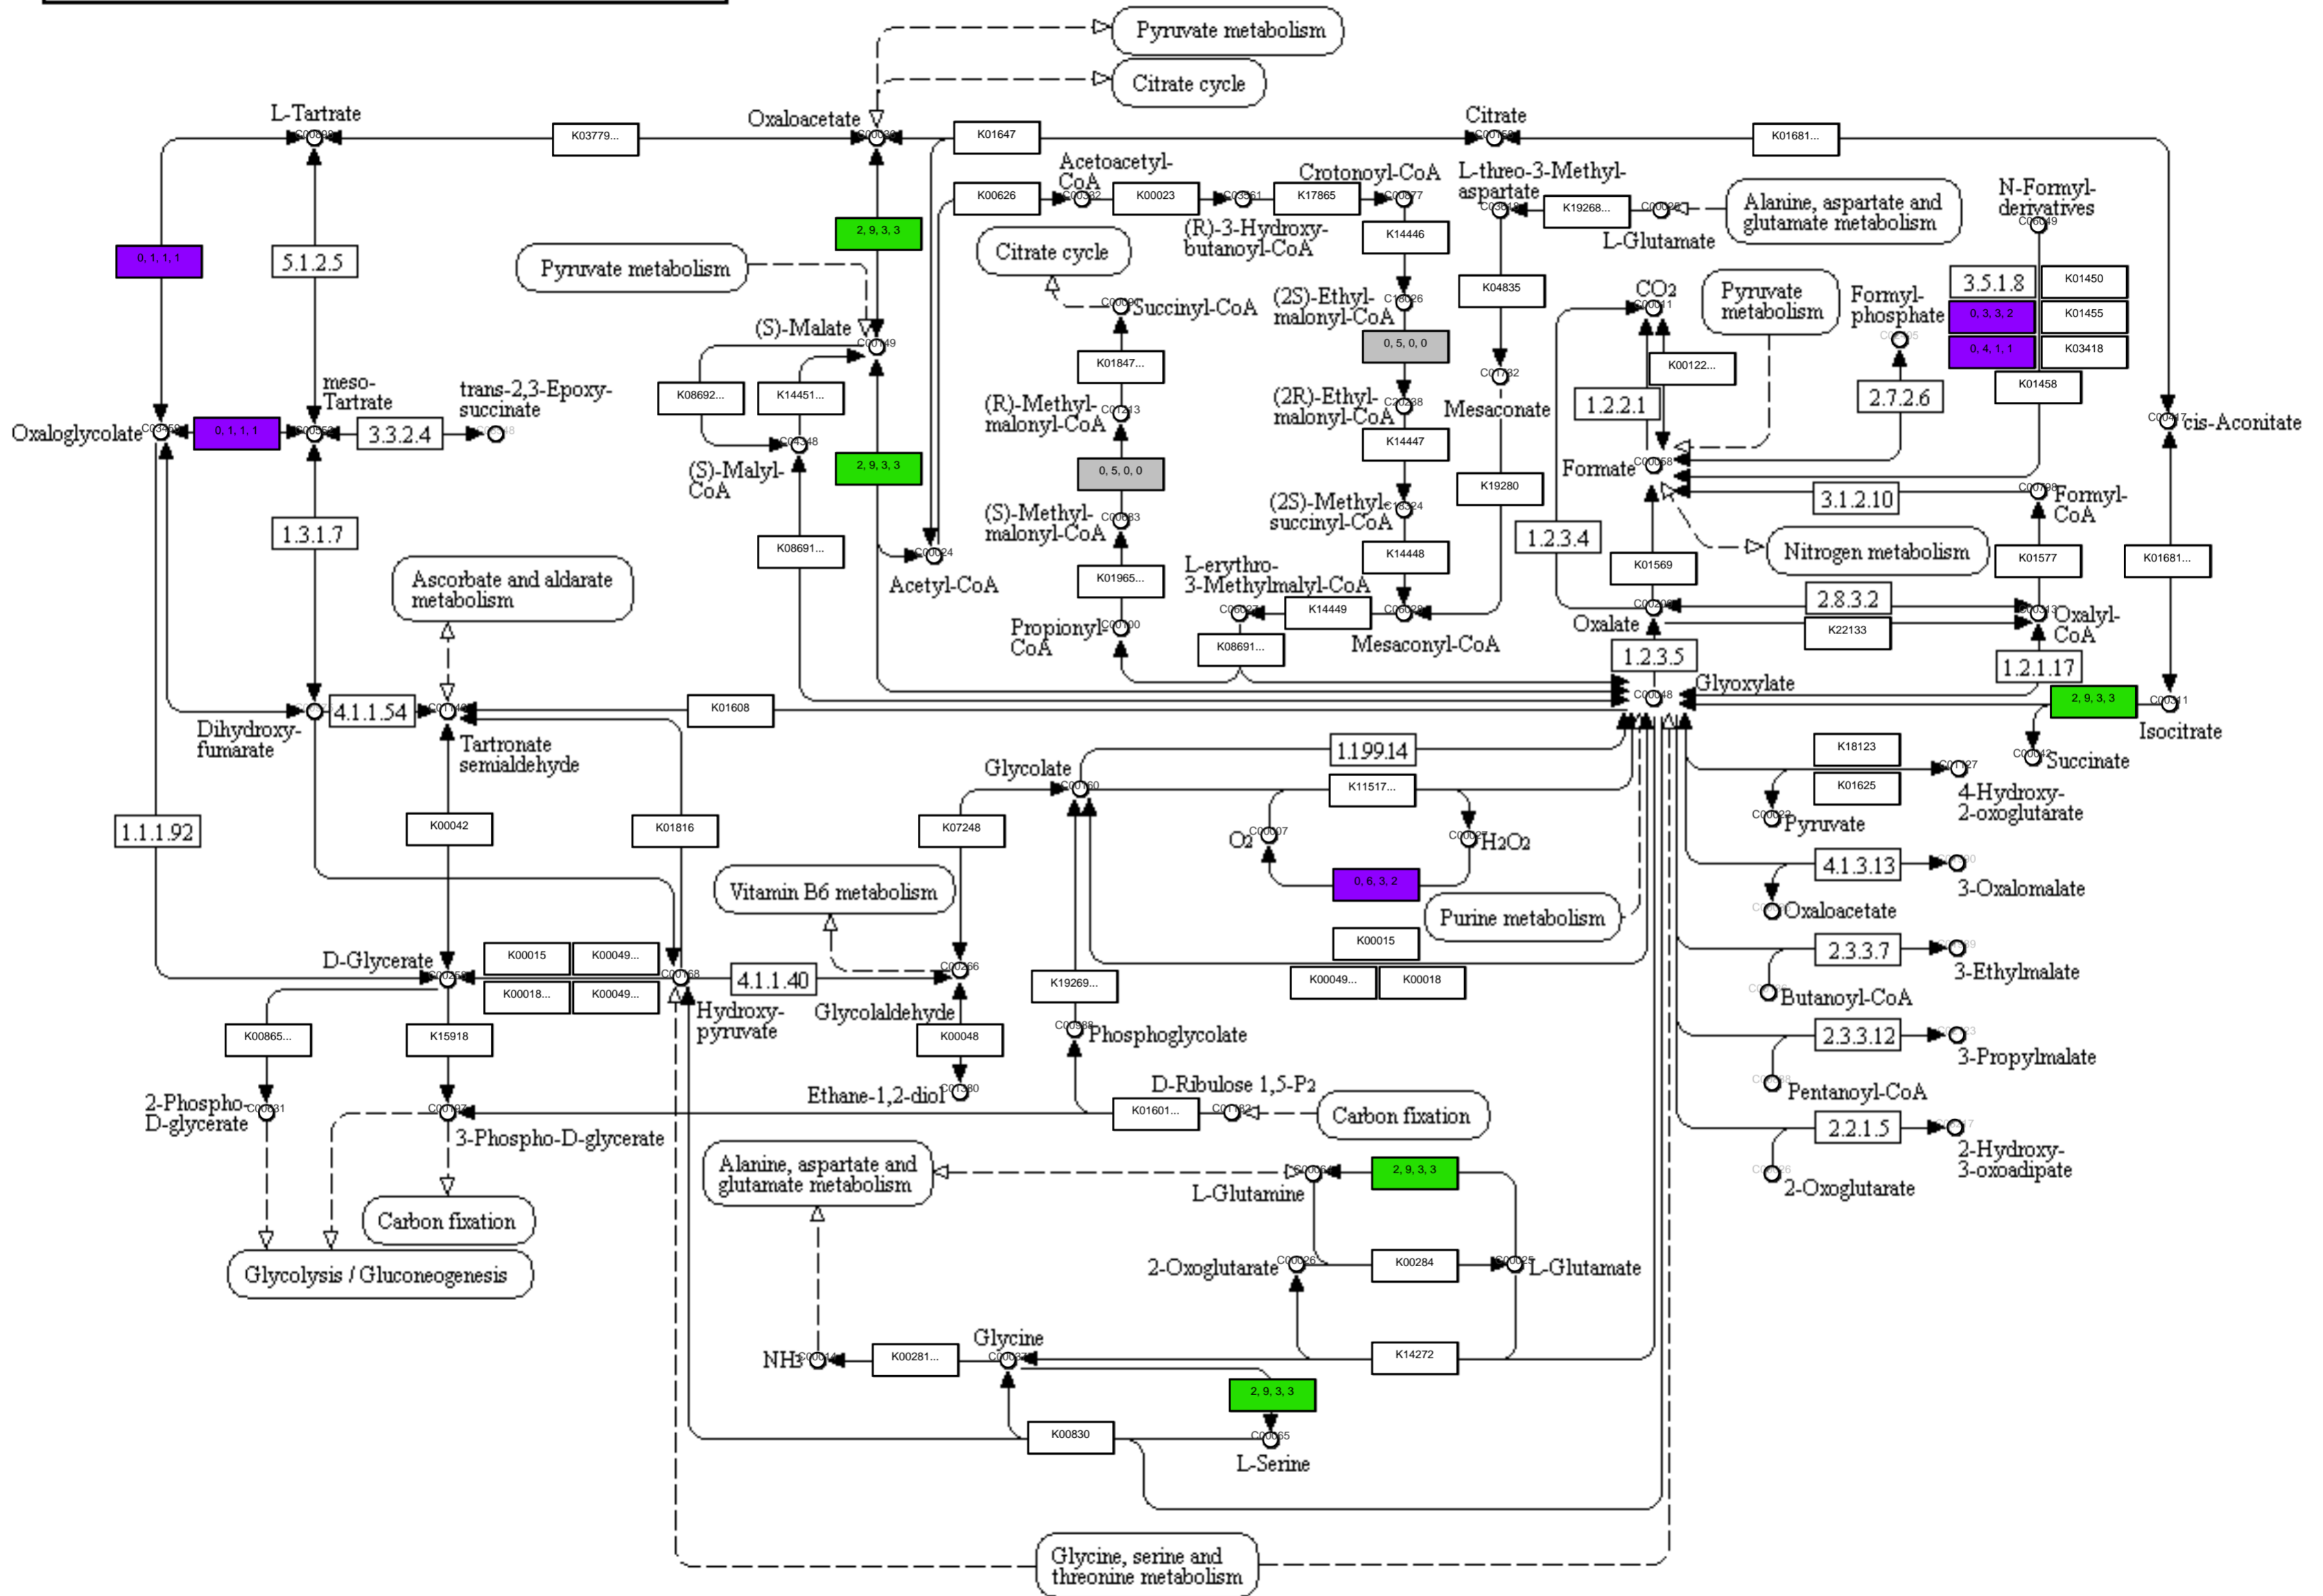 Pyruvate metabolism
Citrate cycle
L-Tartrate
Oxaloacetate
Citrate
K03779...
K01647
K01681...
Acetoacetyl-
CoA
Crotonoyl-CoA
L-threo-3-Methyl-
aspartate
N-Formyl-
derivatives
K00626
K00023
K17865
K19268...
Alanine, aspartate and
glutamate metabolism
(R)-3-Hydroxy-
butanoyl-CoA
L-Glutamate
2, 9, 3, 3
K14446
0, 1, 1, 1
5.1.2.5
Pyruvate metabolism
Citrate cycle
K04835
CO2
Pyruvate
metabolism
Formyl-
phosphate
3.5.1.8
K01450
0, 3, 3, 2
K01455
0, 4, 1, 1
K03418
K01458
(S)-Malate
C00149
Succinyl-CoA
(2S)-Ethyl-
malonyl-CoA
0, 5, 0, 0
K01847...
K00122...
meso-
Tartrate
trans-2,3-Epoxy-
succinate
K08692...
K14451...
(R)-Methyl-
malonyl-CoA
(2R)-Ethyl-
malonyl-CoA
Mesaconate
1.2.2.1
2.7.2.6
Oxaloglycolate
0, 1, 1, 1
3.3.2.4
cis-Aconitate
K14447
(S)-Malyl-
CoA
2, 9, 3, 3
0, 5, 0, 0
Formate
K19280
3.1.2.10
Formyl-
CoA
(S)-Methyl-
malonyl-CoA
(2S)-Methyl-
succinyl-CoA
1.3.1.7
K08691...
C00024
Acetyl-CoA
K14448
1.2.3.4
Nitrogen metabolism
K01577
K01681...
Ascorbate and aldarate
metabolism
K01965...
L-erythro-
3-Methylmalyl-CoA
K01569
K14449
2.8.3.2
Oxalyl-
CoA
Propionyl-
CoA
K08691...
Mesaconyl-CoA
Oxalate
K22133
1.2.3.5
1.2.1.17
Glyoxylate
C00048
2, 9, 3, 3
Isocitrate
4.1.1.54
K01608
Dihydroxy-
fumarate
Tartronate
semialdehyde
Succinate
Glycolate
1.1.99.14
K18123
K11517...
K01625
4-Hydroxy-
2-oxoglutarate
1.1.1.92
K00042
K01816
K07248
O2
H2O2
Pyruvate
0, 6, 3, 2
4.1.3.13
3-Oxalomalate
Vitamin B6 metabolism
Purine metabolism
Oxaloacetate
K00015
2.3.3.7
3-Ethylmalate
D-Glycerate
K00015
K00049...
K00018...
K00049...
C00168
4.1.1.40
C00266
K19269...
K00049...
K00018
Butanoyl-CoA
Hydroxy-
pyruvate
Glycolaldehyde
K00865...
K15918
K00048
Phosphoglycolate
2.3.3.12
3-Propylmalate
Ethane-1,2-diol
D-Ribulose 1,5-P2
Pentanoyl-CoA
2-Phospho-
D-glycerate
3-Phospho-D-glycerate
K01601...
Carbon fixation
2.2.1.5
2-Hydroxy-
3-oxoadipate
Alanine, aspartate and
glutamate metabolism
L-Glutamine
2, 9, 3, 3
2-Oxoglutarate
Carbon fixation
Glycolysis / Gluconeogenesis
2-Oxoglutarate
K00284
L-Glutamate
NH3
K00281...
Glycine
K14272
2, 9, 3, 3
K00830
L-Serine
Glycine, serine and
threonine metabolism